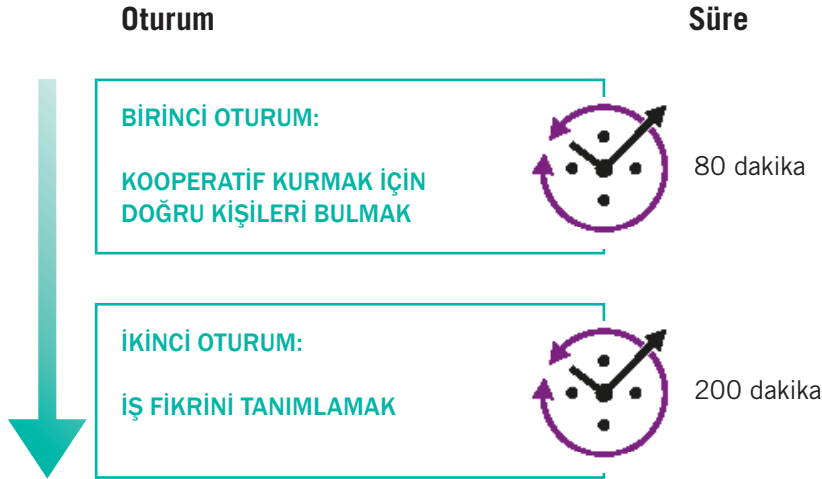 Oturum Süre
BİRİNCİ OTURUM:
KOOPERATİF KURMAK İÇİN
DOĞRU KİŞİLERİ BULMAK
80 dakika
İKİNCİ OTURUM:
İŞ FİKRİNİ TANIMLAMAK
200 dakika